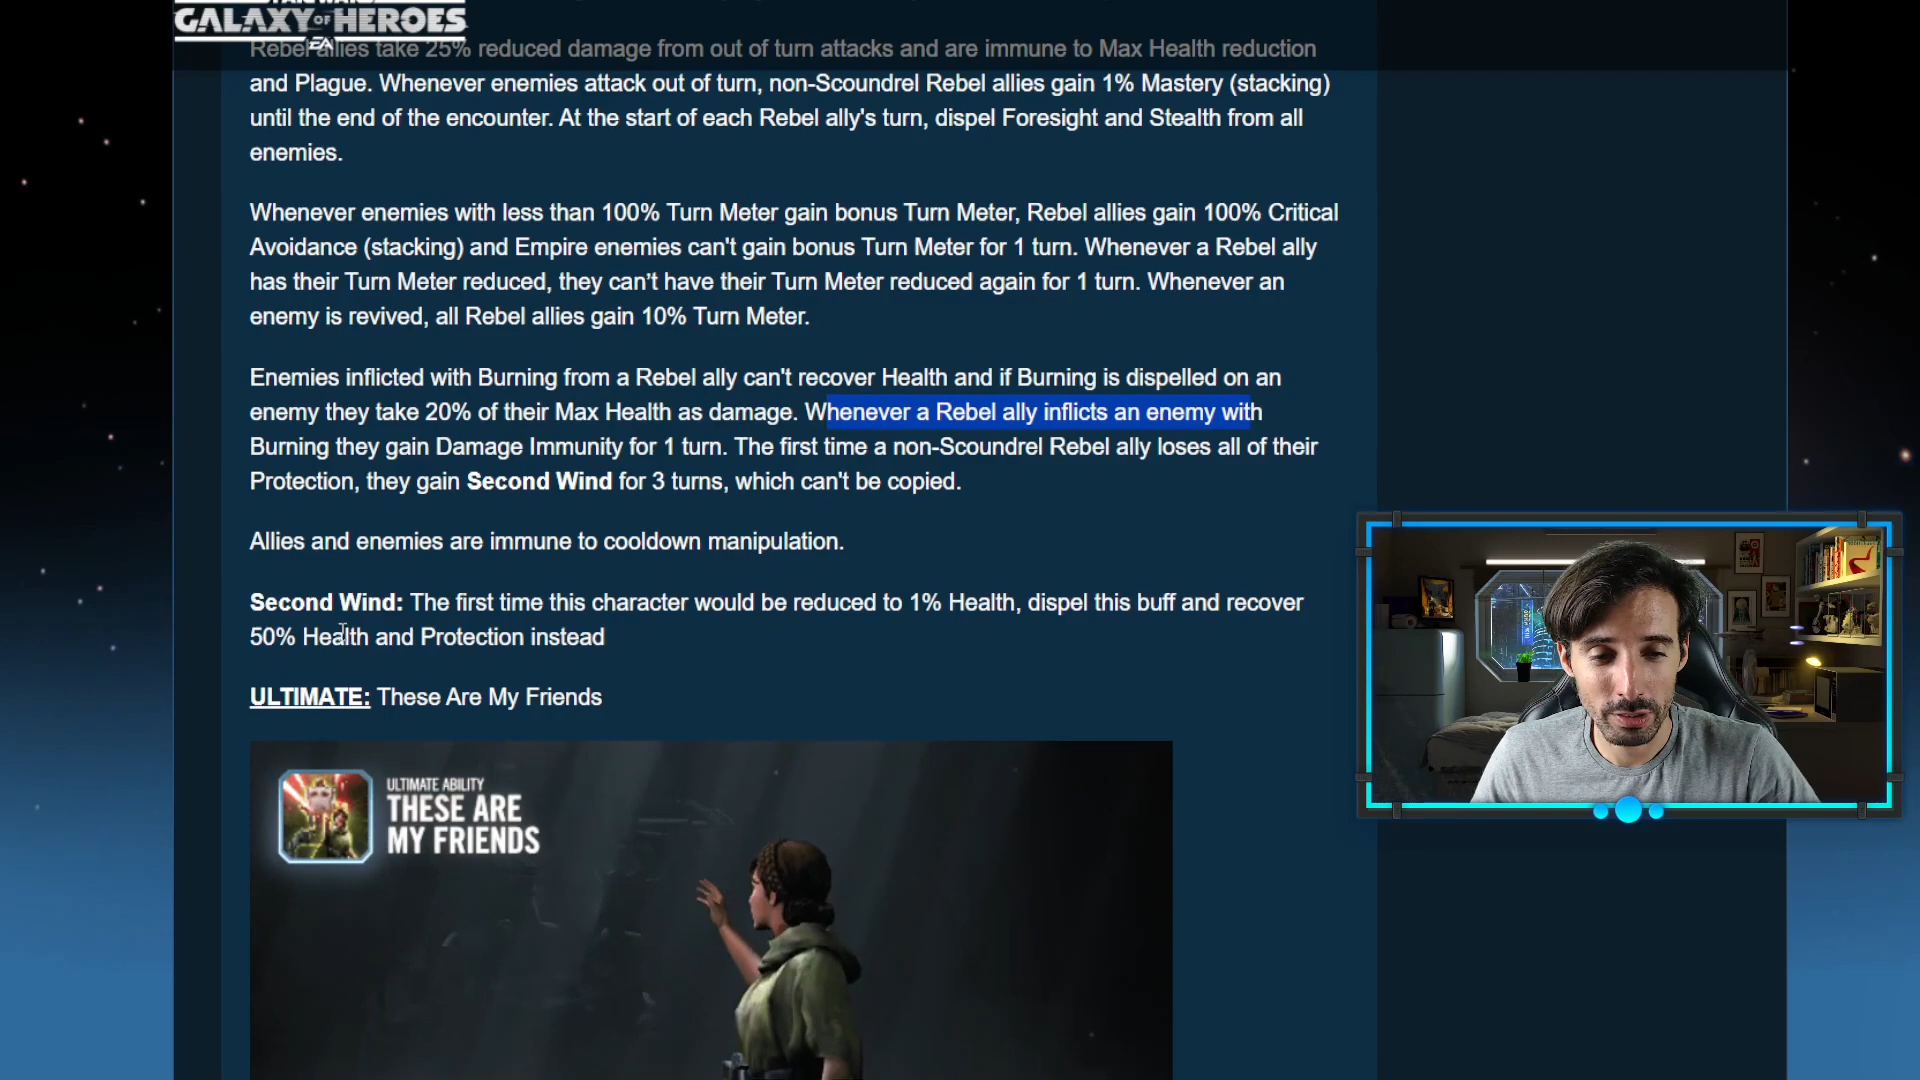 GALAXY OF HEROES
EA
Rebel allies take 25% reduced damage from out of turn attacks and are immune to Max Health reduction
and Plague. Whenever enemies attack out of turn, non-Scoundrel Rebel allies gain 1% Mastery (stacking)
until the end of the encounter. At the start of each Rebel ally's turn, dispel Foresight and Stealth from all
enemies.
Whenever enemies with less than 100% Turn Meter gain bonus Turn Meter, Rebel allies gain 100% Critical
Avoidance (stacking) and Empire enemies can't gain bonus Turn Meter for 1 turn. Whenever a Rebel ally
has their Turn Meter reduced, they can’t have their Turn Meter reduced again for 1 turn. Whenever an
enemy is revived, all Rebel allies gain 10% Turn Meter.
Enemies inflicted with Burning from a Rebel ally can't recover Health and if Burning is dispelled on an
enemy they take 20% of their Max Health as damage. Whenever a Rebel ally inflicts an enemy with
Burning they gain Damage Immunity for 1 turn. The first time a non-Scoundrel Rebel ally loses all of their
Protection, they gain Second Wind for 3 turns, which can't be copied.
Allies and enemies are immune to cooldown manipulation.
Second Wind: The first time this character would be reduced to 1% Health, dispel this buff and recover
50% Health and Protection instead
ULTIMATE: These Are My Friends
ULTIMATE ABILITY
THESE ARE
MY FRIENDS